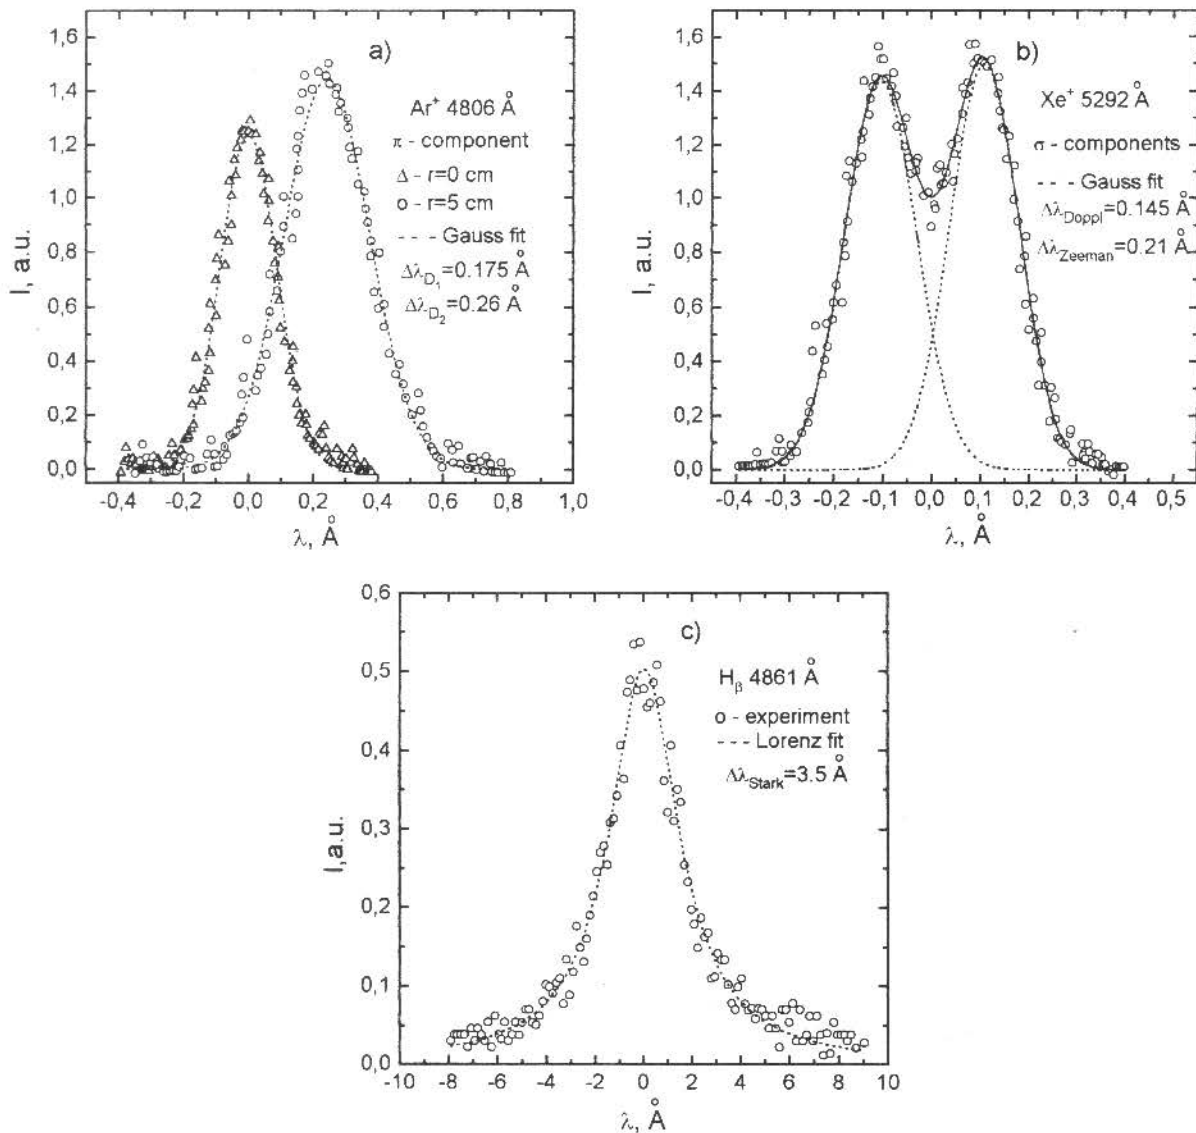 1,6
1,4
1,2
1,0
0,8
0,6
0,4
0,2
0,0
I, a.u.
-0,4 -0,2 0,0 0,2 0,4 0,6 0,8 1,0
λ, Å
a)
Ar⁺ 4806 Å
π - component
Δ - r=0 cm
o - r=5 cm
--- Gauss fit
Δλ_D₁=0.175 Å
Δλ_D₂=0.26 Å
1,6
1,4
1,2
1,0
0,8
0,6
0,4
0,2
0,0
I, a.u.
-0,4 -0,3 -0,2 -0,1 0,0 0,1 0,2 0,3 0,4 0,5
λ, Å
b)
Xe⁺ 5292 Å
σ - components
--- Gauss fit
Δλ_Doppl=0.145 Å
Δλ_Zeeman=0.21 Å
0,6
0,5
0,4
0,3
0,2
0,1
0,0
I,a.u.
-10 -8 -6 -4 -2 0 2 4 6 8 10
λ, Å
c)
H_β 4861 Å
o - experiment
--- Lorenz fit
Δλ_Stark=3.5 Å